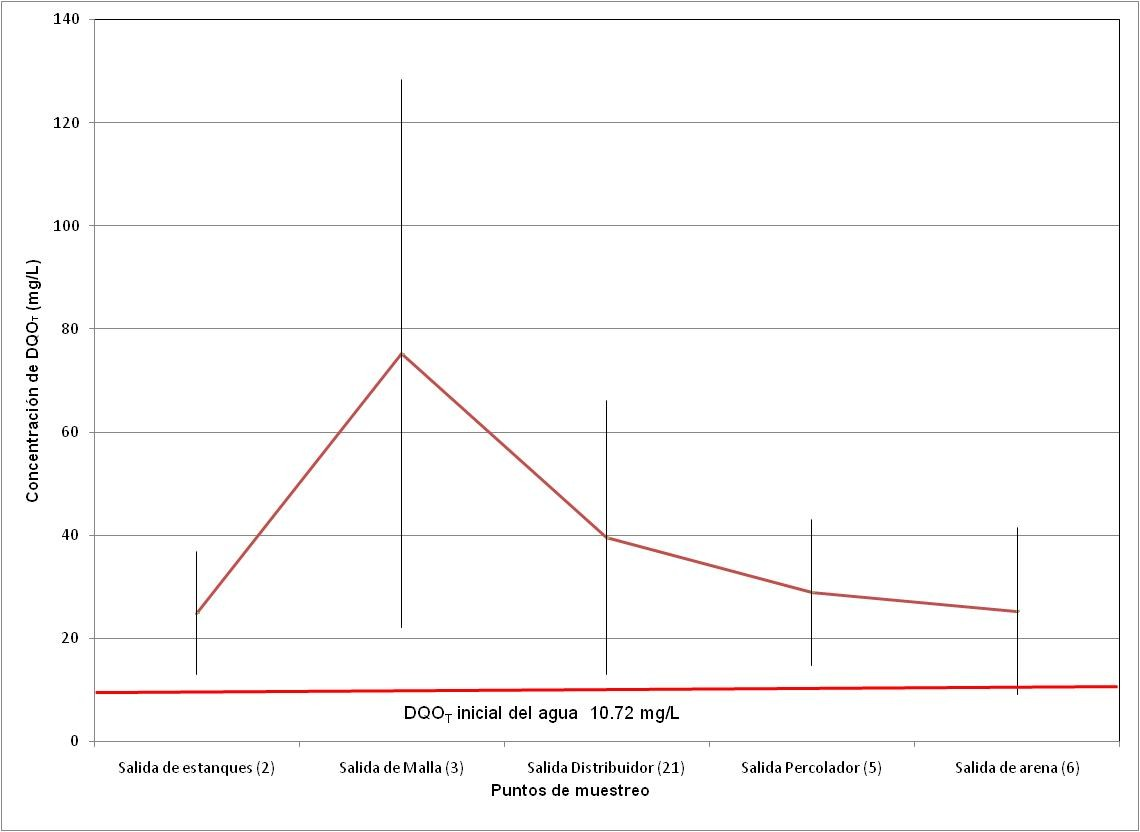 140
120
100
80
60
40
20
0
Concentración de DQOT (mg/L)
DQOT inicial del agua 10.72 mg/L
Salida de estanques (2)
Salida de Malla (3)
Salida Distribuidor (21)
Salida Percolador (5)
Salida de arena (6)
Puntos de muestreo